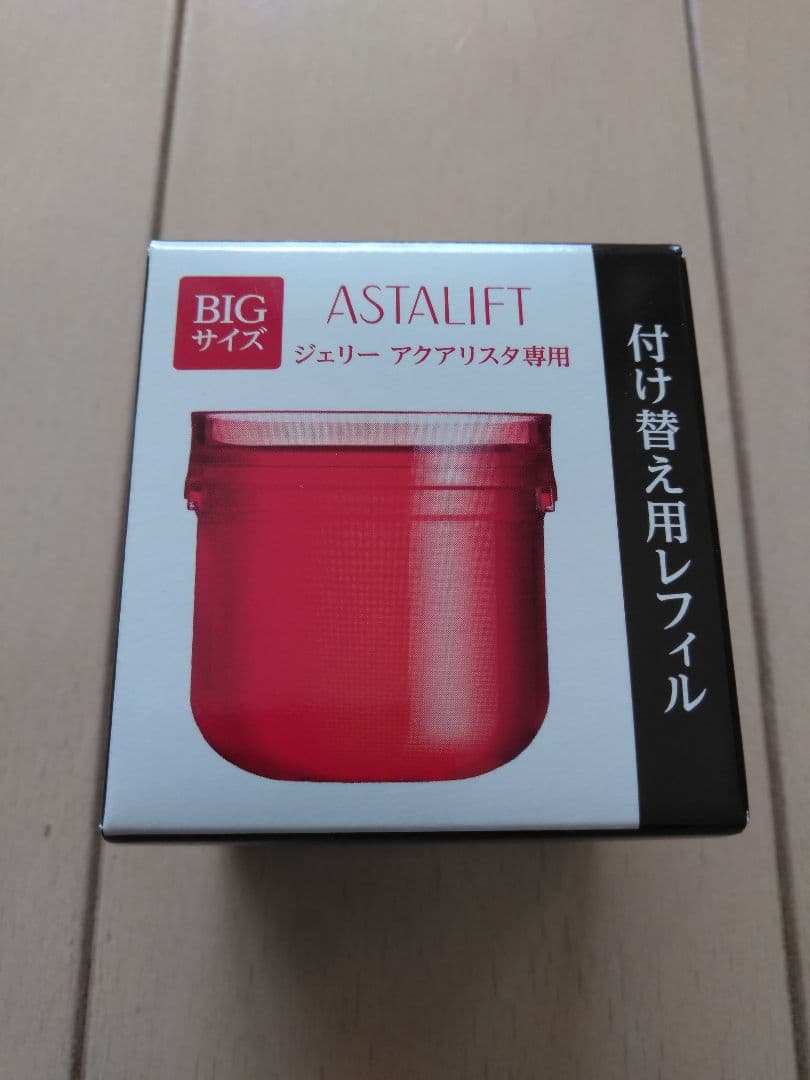 BIG
サイズ
ASTALIFT
ジェリー アクアリスタ専用
付け替え用レフィル